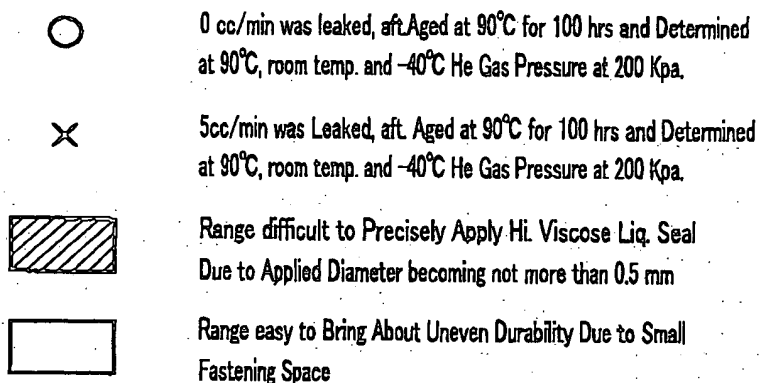 0 cc/min was leaked, aft.Aged at 90°C for 100 hrs and Determined
at 90°C, room temp. and -40°C He Gas Pressure at 200 Kpa.
5cc/min was Leaked, aft. Aged at 90°C for 100 hrs and Determined
at 90°C, room temp. and -40°C He Gas Pressure at 200 Kpa.
Range difficult to Precisely Apply Hi. Viscose Liq. Seal
Due to Applied Diameter becoming not more than 0.5 mm
Range easy to Bring About Uneven Durability Due to Small
Fastening Space